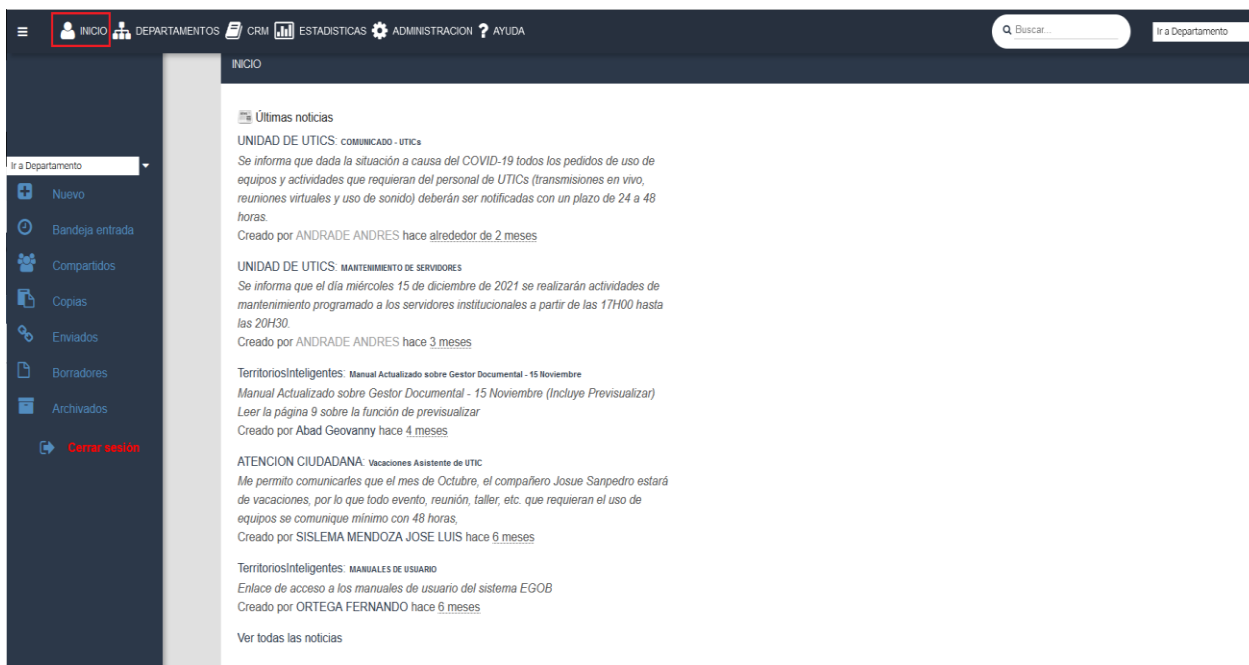 INICIO DEPARTAMENTOS CRM ESTADISTICAS ADMINISTRACION ? AYUDA Buscar... Ir a Departamento
INICIO
Ir a Departamento
Nuevo
Bandeja entrada
Compartidos
Copias
Enviados
Borradores
Archivados
Cerrar sesión
Últimas noticias
UNIDAD DE UTICS: COMUNICADO - UTICs
Se informa que dada la situación a causa del COVID-19 todos los pedidos de uso de
equipos y actividades que requieran del personal de UTICs (transmisiones en vivo,
reuniones virtuales y uso de sonido) deberán ser notificadas con un plazo de 24 a 48
horas.
Creado por ANDRADE ANDRES hace alrededor de 2 meses
UNIDAD DE UTICS: MANTENIMIENTO DE SERVIDORES
Se informa que el día miércoles 15 de diciembre de 2021 se realizarán actividades de
mantenimiento programado a los servidores institucionales a partir de las 17H00 hasta
las 20H30.
Creado por ANDRADE ANDRES hace 3 meses
TerritoriosInteligentes: Manual Actualizado sobre Gestor Documental - 15 Noviembre
Manual Actualizado sobre Gestor Documental - 15 Noviembre (Incluye Previsualizar)
Leer la página 9 sobre la función de previsualizar
Creado por Abad Geovanny hace 4 meses
ATENCION CIUDADANA: Vacaciones Asistente de UTIC
Me permito comunicarles que el mes de Octubre, el compañero Josue Sanpedro estará
de vacaciones, por lo que todo evento, reunión, taller, etc. que requieran el uso de
equipos se comunique mínimo con 48 horas,
Creado por SISLEMA MENDOZA JOSE LUIS hace 6 meses
TerritoriosInteligentes: MANUALES DE USUARIO
Enlace de acceso a los manuales de usuario del sistema EGOB
Creado por ORTEGA FERNANDO hace 6 meses
Ver todas las noticias